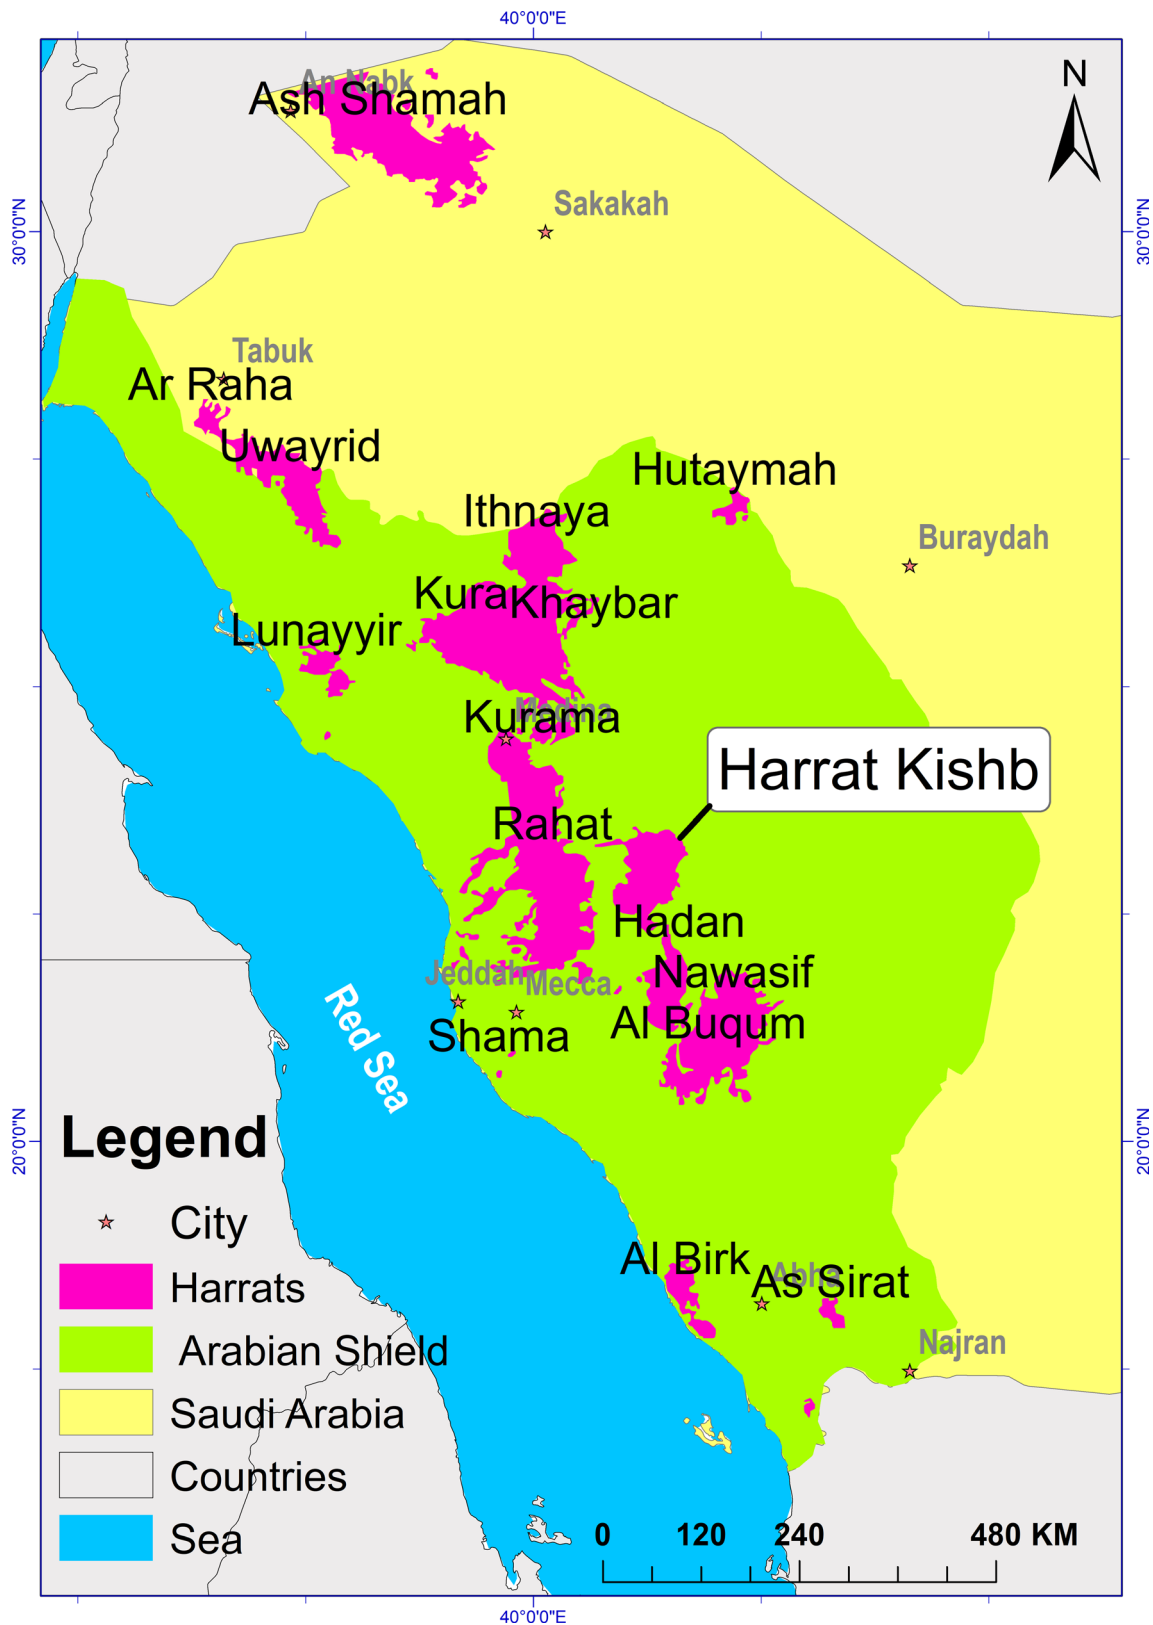 40°0'0"E
N
An Nabk
Ash Shamah
Sakakah
30°0'0"N
30°0'0"N
Tabuk
Ar Raha
Uwayrid
Hutaymah
Ithnaya
Buraydah
Kura
Khaybar
Lunayyir
Medina
Kurama
Harrat Kishb
Rahat
Hadan
Jeddah
Mecca
Nawasif
Al Buqum
Shama
Red Sea
20°0'0"N
20°0'0"N
Al Birk
Abha
As Sirat
Najran
Legend
City
Harrats
Arabian Shield
Saudi Arabia
Countries
Sea
0 120 240 480 KM
40°0'0"E